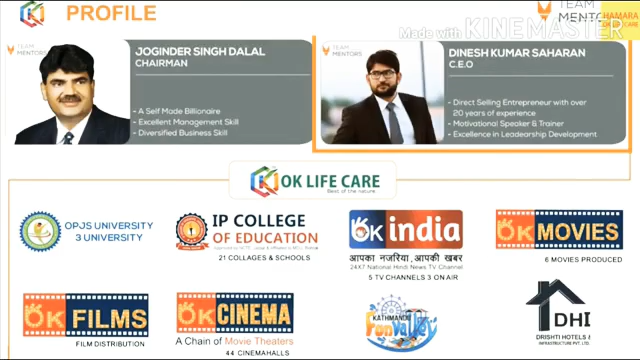 PROFILE
Made with KINEMASTER
TEAM
HAMARA
TEAM
MENTORS
JOGINDER SINGH DALAL
CHAIRMAN
- A Self Made Billionaire
- Excellent Management Skill
- Diversified Business Skill
TEAM
MENTORS
DINESH KUMAR SAHARAN
C.E.O
- Direct Selling Entrepreneur with over
20 years of experience
- Motivational Speaker & Trainer
- Excellence in Leadearship Development
OK LIFE CARE
Best of the Nature
OPJS UNIVERSITY
3 UNIVERSITY
IP COLLEGE
OF EDUCATION
21 COLLAGES & SCHOOLS
OK india
आपका नजरिया, आपकी खबर
24X7 National Hindi News TV Channel
5 TV CHANNELS 3 ON AIR
OK MOVIES
6 MOVIES PRODUCED
OK FILMS
FILM DISTRIBUTION
OK CINEMA
A Chain of Movie Theaters
44 CINEMAHALLS
KATHMANDU
Fun Valley
DHI
DRISHTI HOTELS &
INFRASTRUCTURE PVT. LTD.